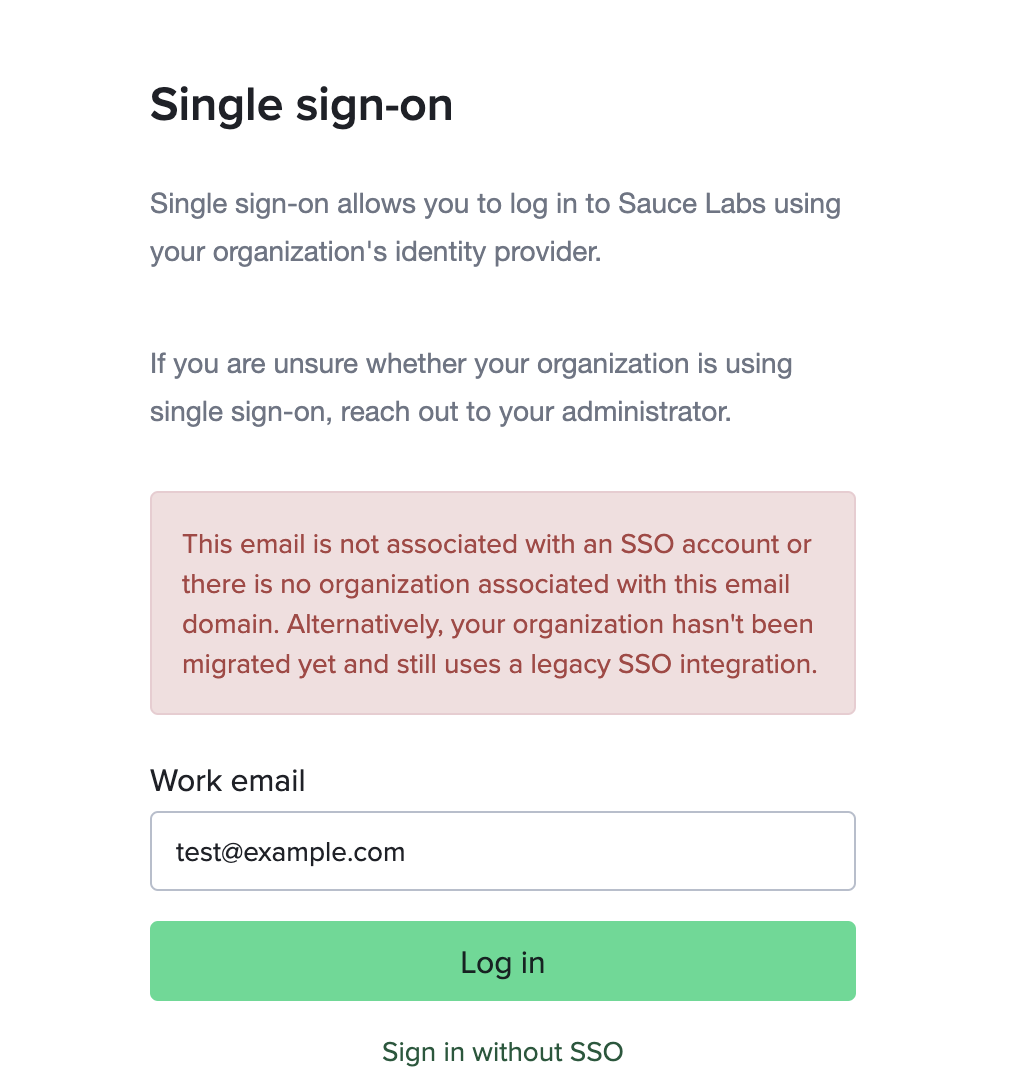 Single sign-on
Single sign-on allows you to log in to Sauce Labs using
your organization's identity provider.
If you are unsure whether your organization is using
single sign-on, reach out to your administrator.
This email is not associated with an SSO account or
there is no organization associated with this email
domain. Alternatively, your organization hasn't been
migrated yet and still uses a legacy SSO integration.
Work email
test@example.com
Log in
Sign in without SSO